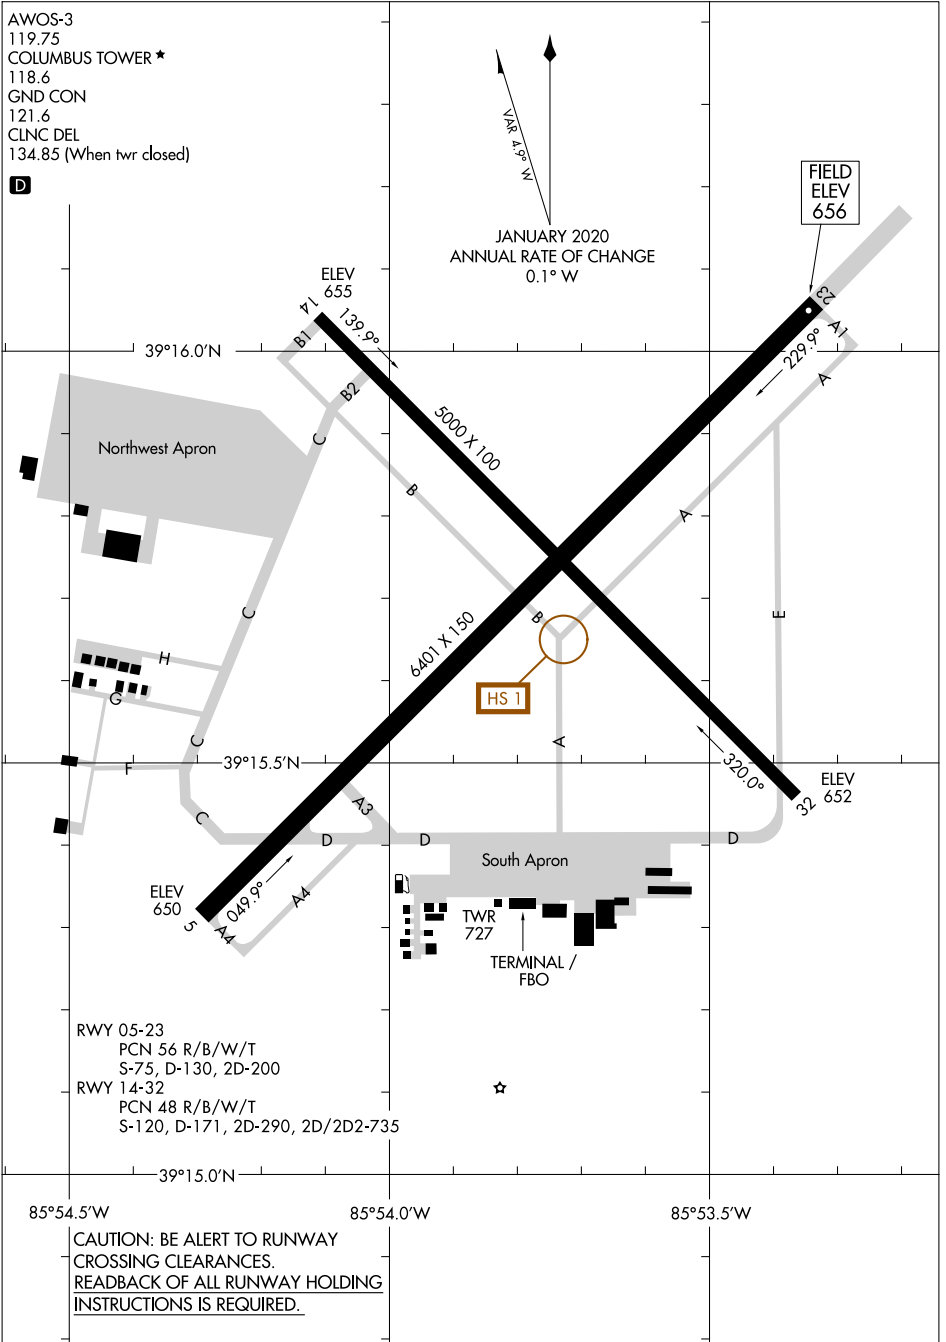 AWOS-3
119.75
COLUMBUS TOWER ★
118.6
GND CON
121.6
CLNC DEL
134.85 (When twr closed)
D
VAR 4.9° W
JANUARY 2020
ANNUAL RATE OF CHANGE
0.1° W
FIELD
ELEV
656
ELEV
655
14
139.9°
23
A1
229.9°
B1
39°16.0'N
A
B2
5000 X 100
C
Northwest Apron
B
A
C
B
E
6401 X 150
H
HS 1
G
C
A
39°15.5'N
F
320.0°
ELEV
652
32
A3
C
D
D
D
South Apron
ELEV
650
049.9°
A4
5
A4
TWR
727
TERMINAL /
FBO
RWY 05-23
PCN 56 R/B/W/T
S-75, D-130, 2D-200
RWY 14-32
PCN 48 R/B/W/T
S-120, D-171, 2D-290, 2D/2D2-735
39°15.0'N
85°54.5'W
85°54.0'W
85°53.5'W
CAUTION: BE ALERT TO RUNWAY
CROSSING CLEARANCES.
READBACK OF ALL RUNWAY HOLDING
INSTRUCTIONS IS REQUIRED.